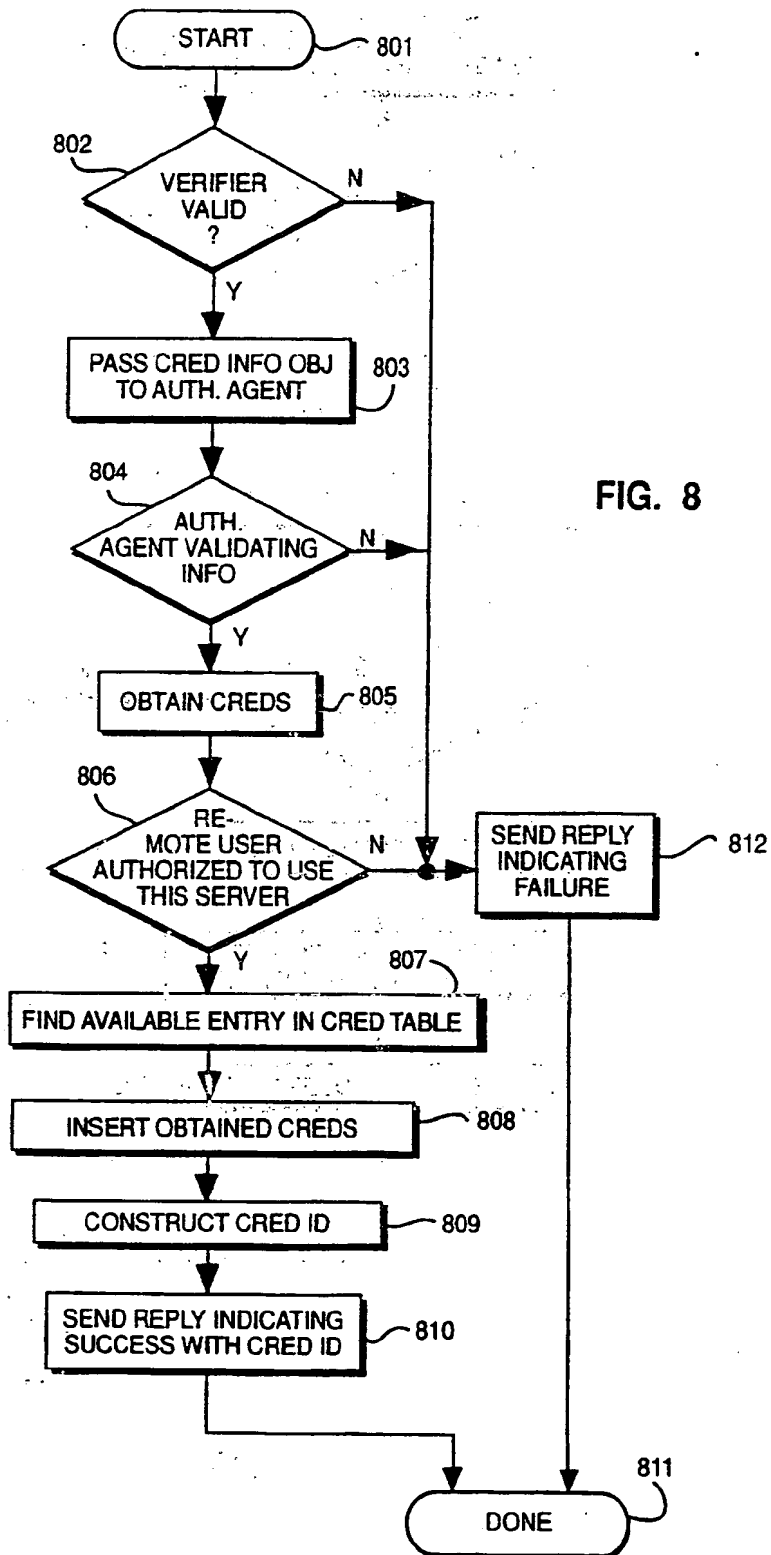 START
801
802
VERIFIER
VALID
?
N
Y
PASS CRED INFO OBJ
TO AUTH. AGENT
803
804
AUTH.
AGENT VALIDATING
INFO
N
Y
FIG. 8
OBTAIN CREDS
805
806
RE-
MOTE USER
AUTHORIZED TO USE
THIS SERVER
N
Y
SEND REPLY
INDICATING
FAILURE
812
807
FIND AVAILABLE ENTRY IN CRED TABLE
INSERT OBTAINED CREDS
808
CONSTRUCT CRED ID
809
SEND REPLY INDICATING
SUCCESS WITH CRED ID
810
811
DONE